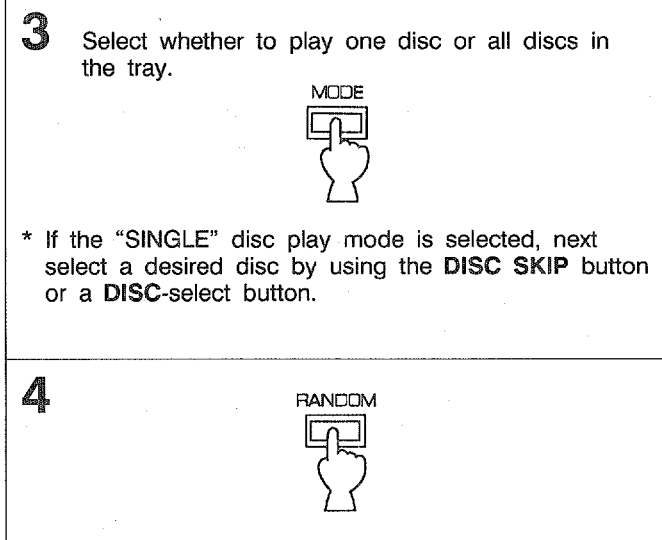 3 Select whether to play one disc or all discs in
the tray.
MODE
* If the “SINGLE” disc play mode is selected, next
select a desired disc by using the DISC SKIP button
or a DISC-select button.
4
RANDOM